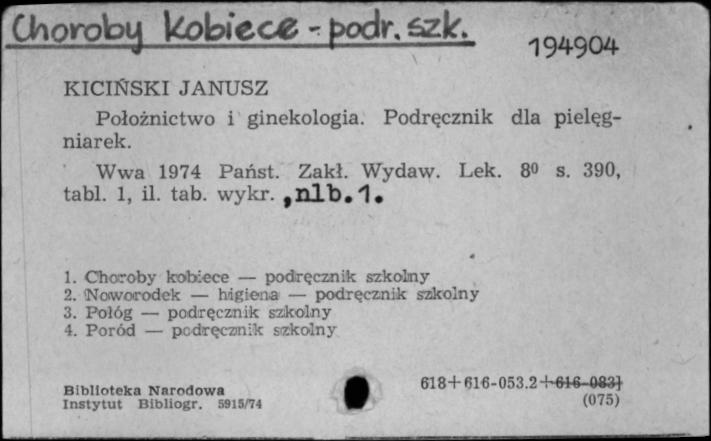 Choroby kobiece - podr. szk.
194904
KICIŃSKI JANUSZ
Położnictwo i ginekologia. Podręcznik dla pielęg-
niarek.
Wwa 1974 Państ. Zakł. Wydaw. Lek. 8⁰ s. 390,
tabl. 1, il. tab. wykr. , nlb. 1.
1. Choroby kobiece — podręcznik szkolny
2. Noworodek — higiena — podręcznik szkolny
3. Połóg — podręcznik szkolny
4. Poród — podręcznik szkolny
618+616-053.2+616-083]
(075)
Biblioteka Narodowa
Instytut Bibliogr. 5915/74